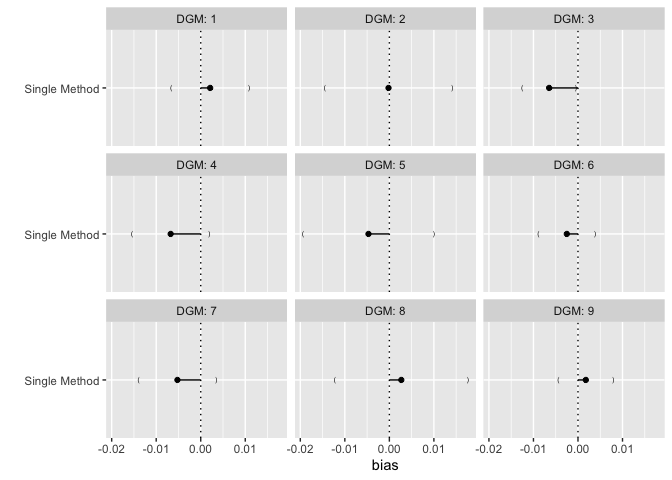 DGM: 1 DGM: 2 DGM: 3
Single Method
DGM: 4 DGM: 5 DGM: 6
Single Method
DGM: 7 DGM: 8 DGM: 9
Single Method
-0.02 -0.01 0.00 0.01 -0.02 -0.01 0.00 0.01 -0.02 -0.01 0.00 0.01
bias